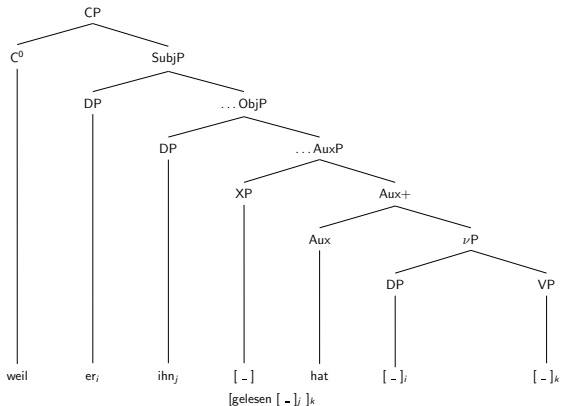 CP
C⁰ SubjP
DP ...ObjP
DP ...AuxP
XP Aux+
Aux νP
DP VP
weil erᵢ ihnⱼ [ _ ] hat [ _ ]ᵢ [ _ ]ₖ
[gelesen [ _ ]ⱼ ]ₖ